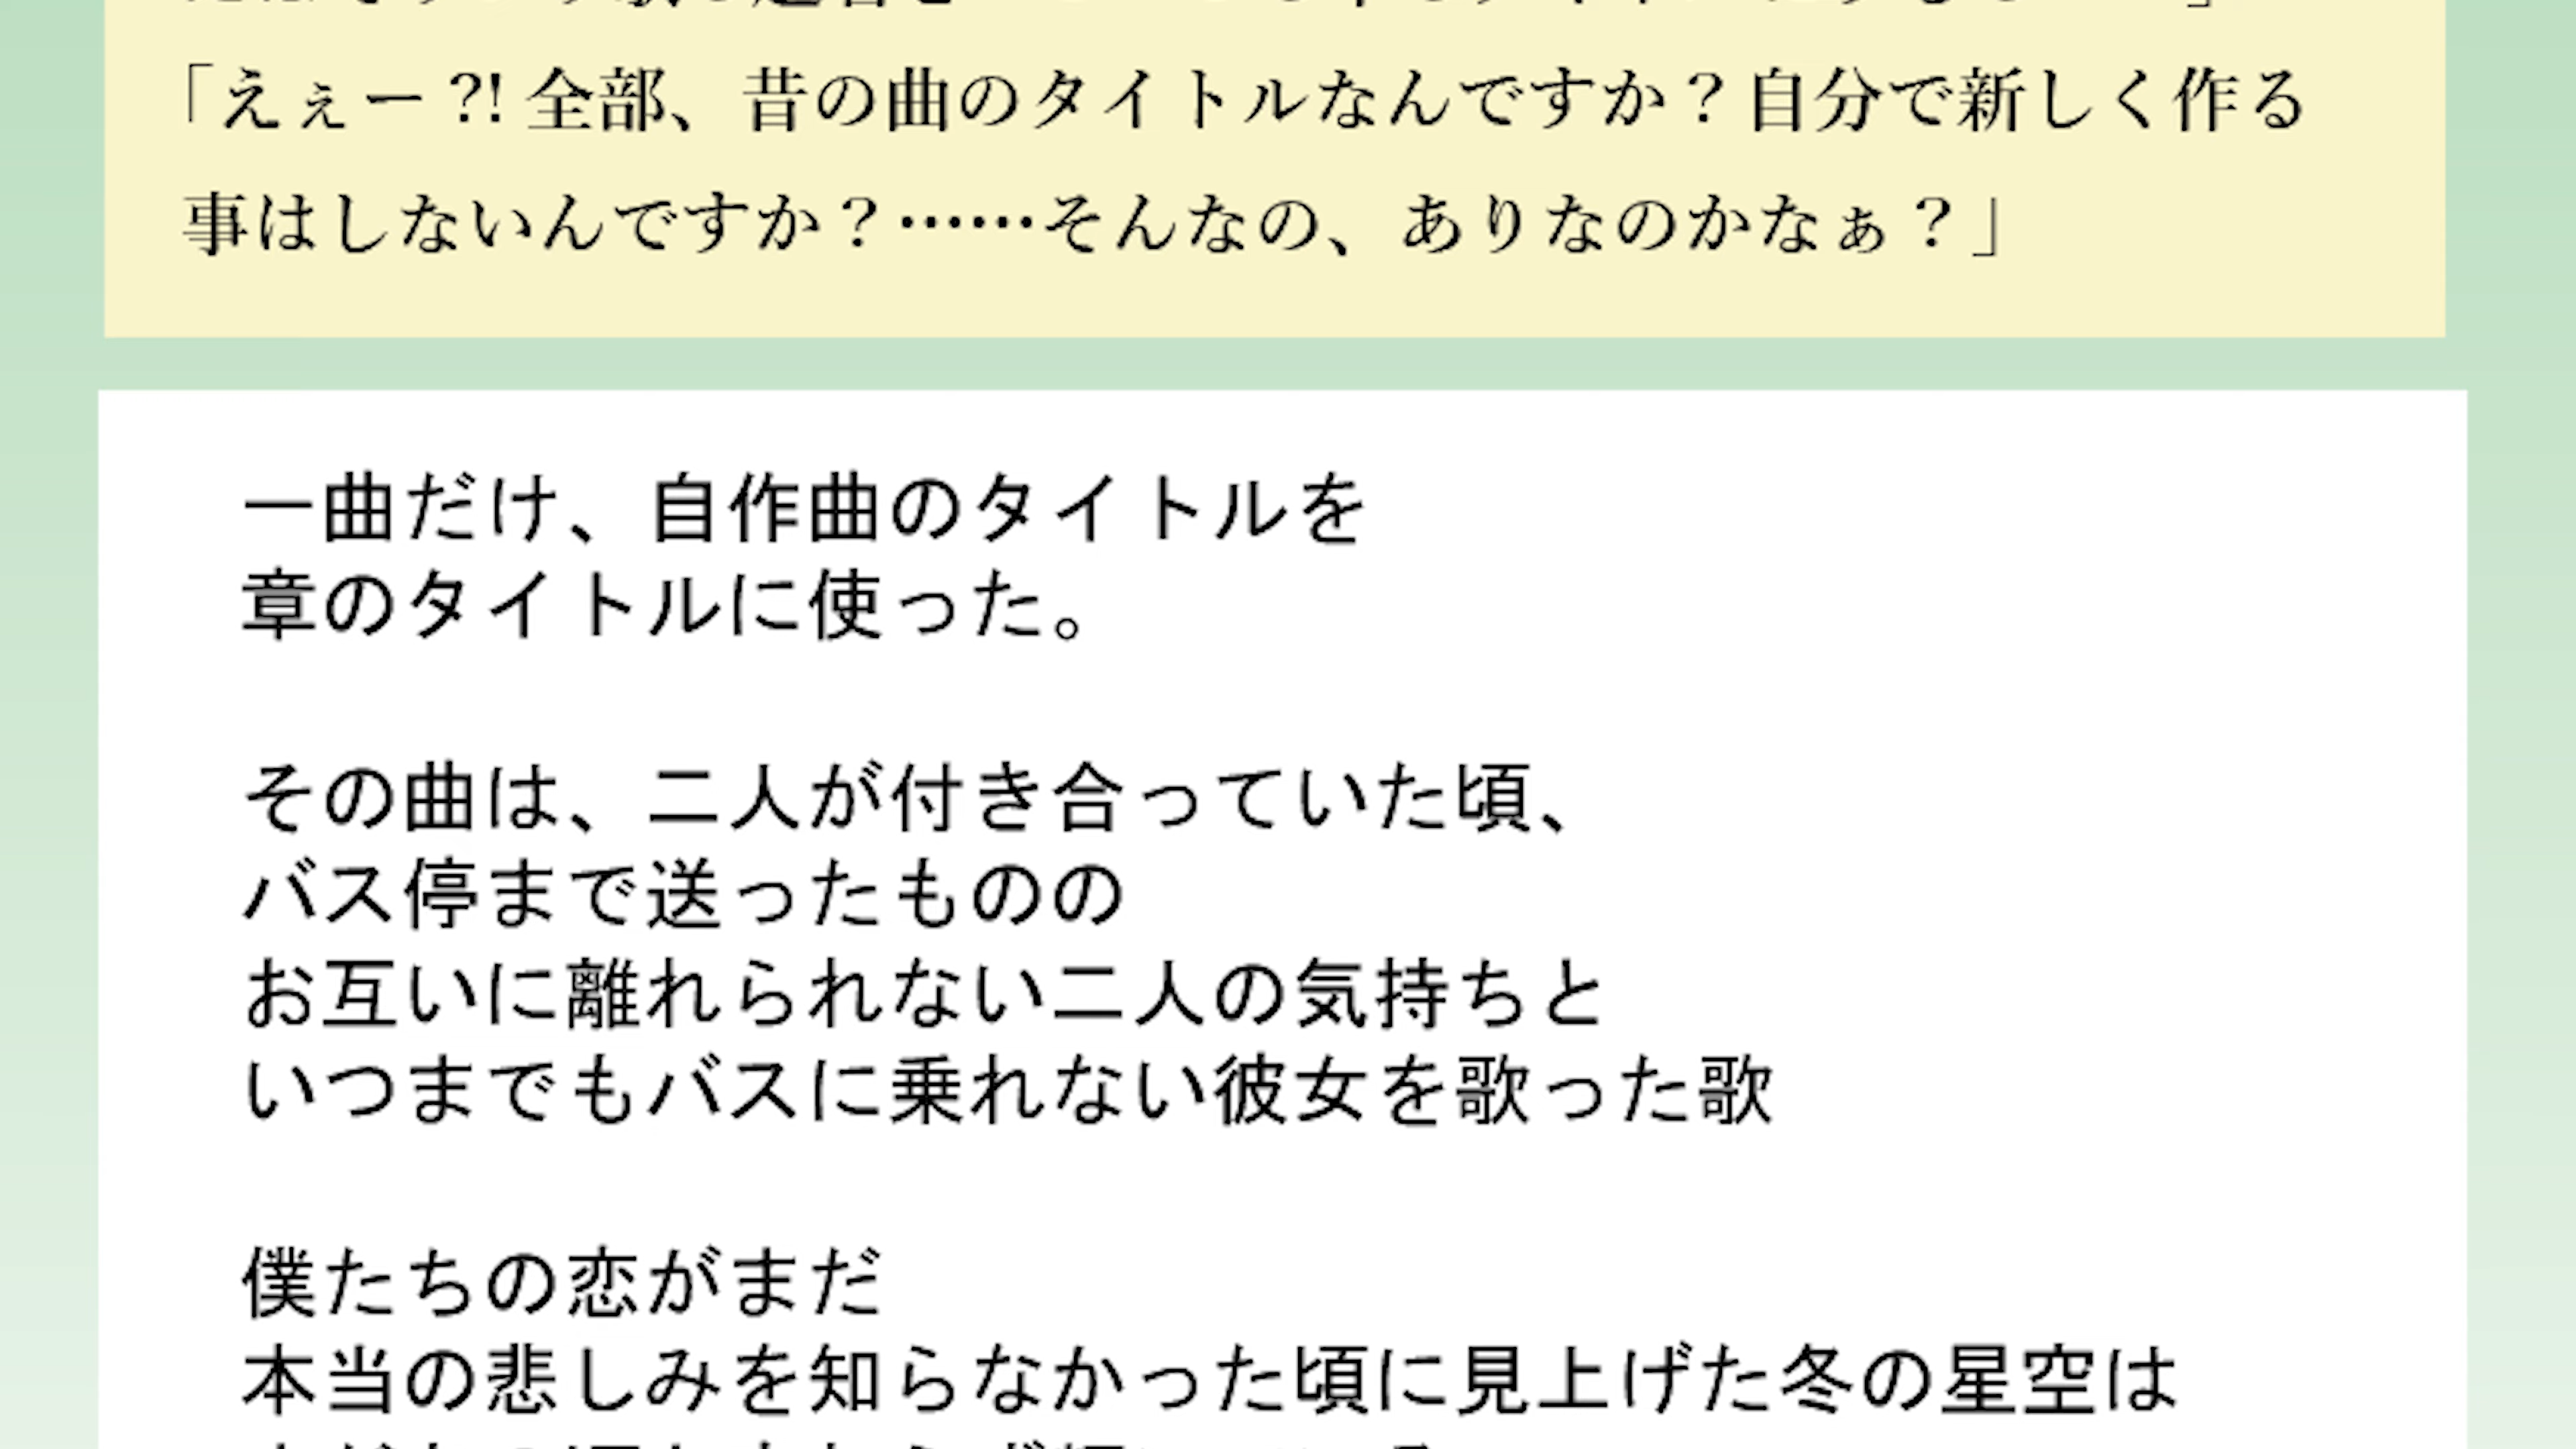 「えぇー?! 全部、昔の曲のタイトルなんですか？自分で新しく作る
事はしないんですか？……そんなの、ありなのかなぁ？」
一曲だけ、自作曲のタイトルを
章のタイトルに使った。
その曲は、二人が付き合っていた頃、
バス停まで送ったものの
お互いに離れられない二人の気持ちと
いつまでもバスに乗れない彼女を歌った歌
僕たちの恋がまだ
本当の悲しみを知らなかった頃に見上げた冬の星空は